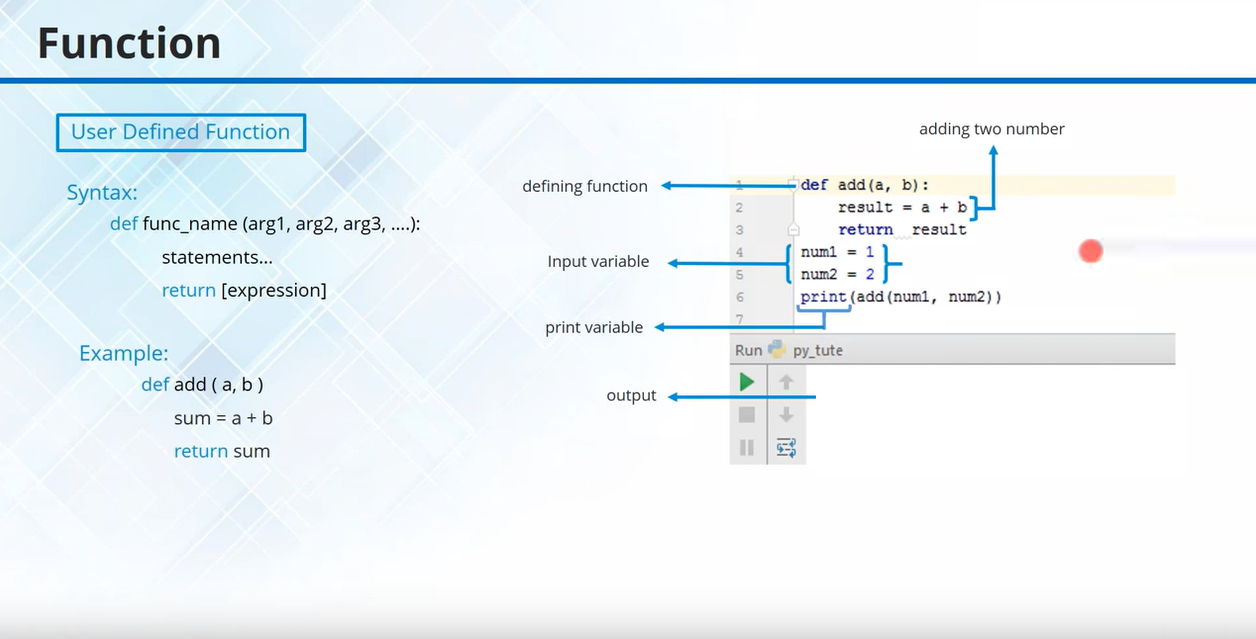 Function
User Defined Function
Syntax:
def func_name (arg1, arg2, arg3, ....):
statements...
return [expression]
Example:
def add ( a, b )
sum = a + b
return sum
adding two number
defining function
Input variable
print variable
output
1 def add(a, b):
2 result = a + b
3 return result
4 num1 = 1
5 num2 = 2
6 print(add(num1, num2))
7
Run py_tute